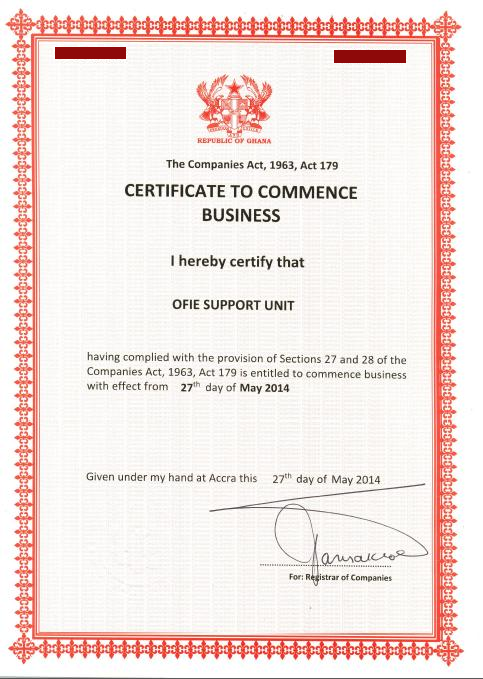 REPUBLIC OF GHANA
The Companies Act, 1963, Act 179
CERTIFICATE TO COMMENCE
BUSINESS
I hereby certify that
OFIE SUPPORT UNIT
having complied with the provision of Sections 27 and 28 of the
Companies Act, 1963, Act 179 is entitled to commence business
with effect from 27th day of May 2014
Given under my hand at Accra this 27th day of May 2014
For: Registrar of Companies